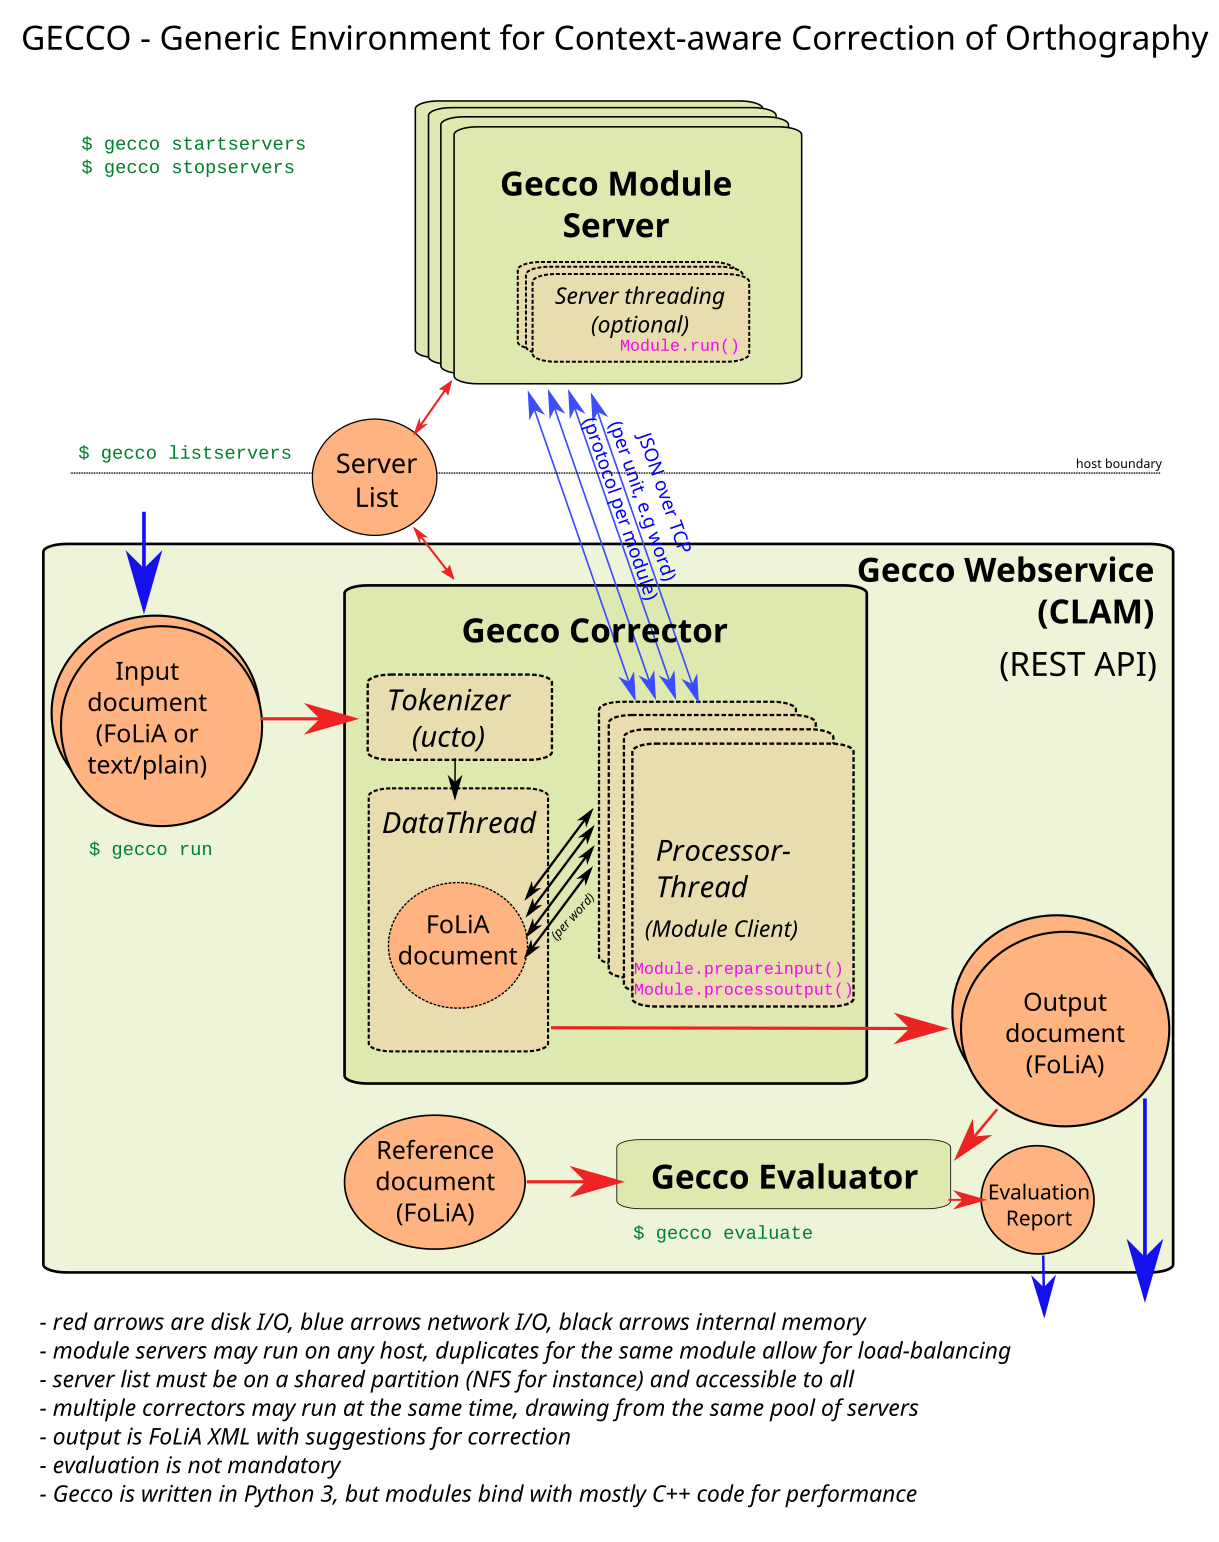 GECCO - Generic Environment for Context-aware Correction of Orthography
$ gecco startservers
$ gecco stopservers
Gecco Module
Server
Server threading
(optional)
Module.run()
$ gecco listservers
Server
List
host boundary
JSON over TCP
(per unit, e.g word)
(protocol per module)
Gecco Webservice
(CLAM)
(REST API)
Gecco Corrector
Input
document
(FoLiA or
text/plain)
$ gecco run
Tokenizer
(ucto)
DataThread
FoLiA
document
(per word)
Processor-
Thread
(Module Client)
Module.prepareinput()
Module.processoutput()
Output
document
(FoLiA)
Reference
document
(FoLiA)
Gecco Evaluator
$ gecco evaluate
Evaluation
Report
- red arrows are disk I/O, blue arrows network I/O, black arrows internal memory
- module servers may run on any host, duplicates for the same module allow for load-balancing
- server list must be on a shared partition (NFS for instance) and accessible to all
- multiple correctors may run at the same time, drawing from the same pool of servers
- output is FoLiA XML with suggestions for correction
- evaluation is not mandatory
- Gecco is written in Python 3, but modules bind with mostly C++ code for performance